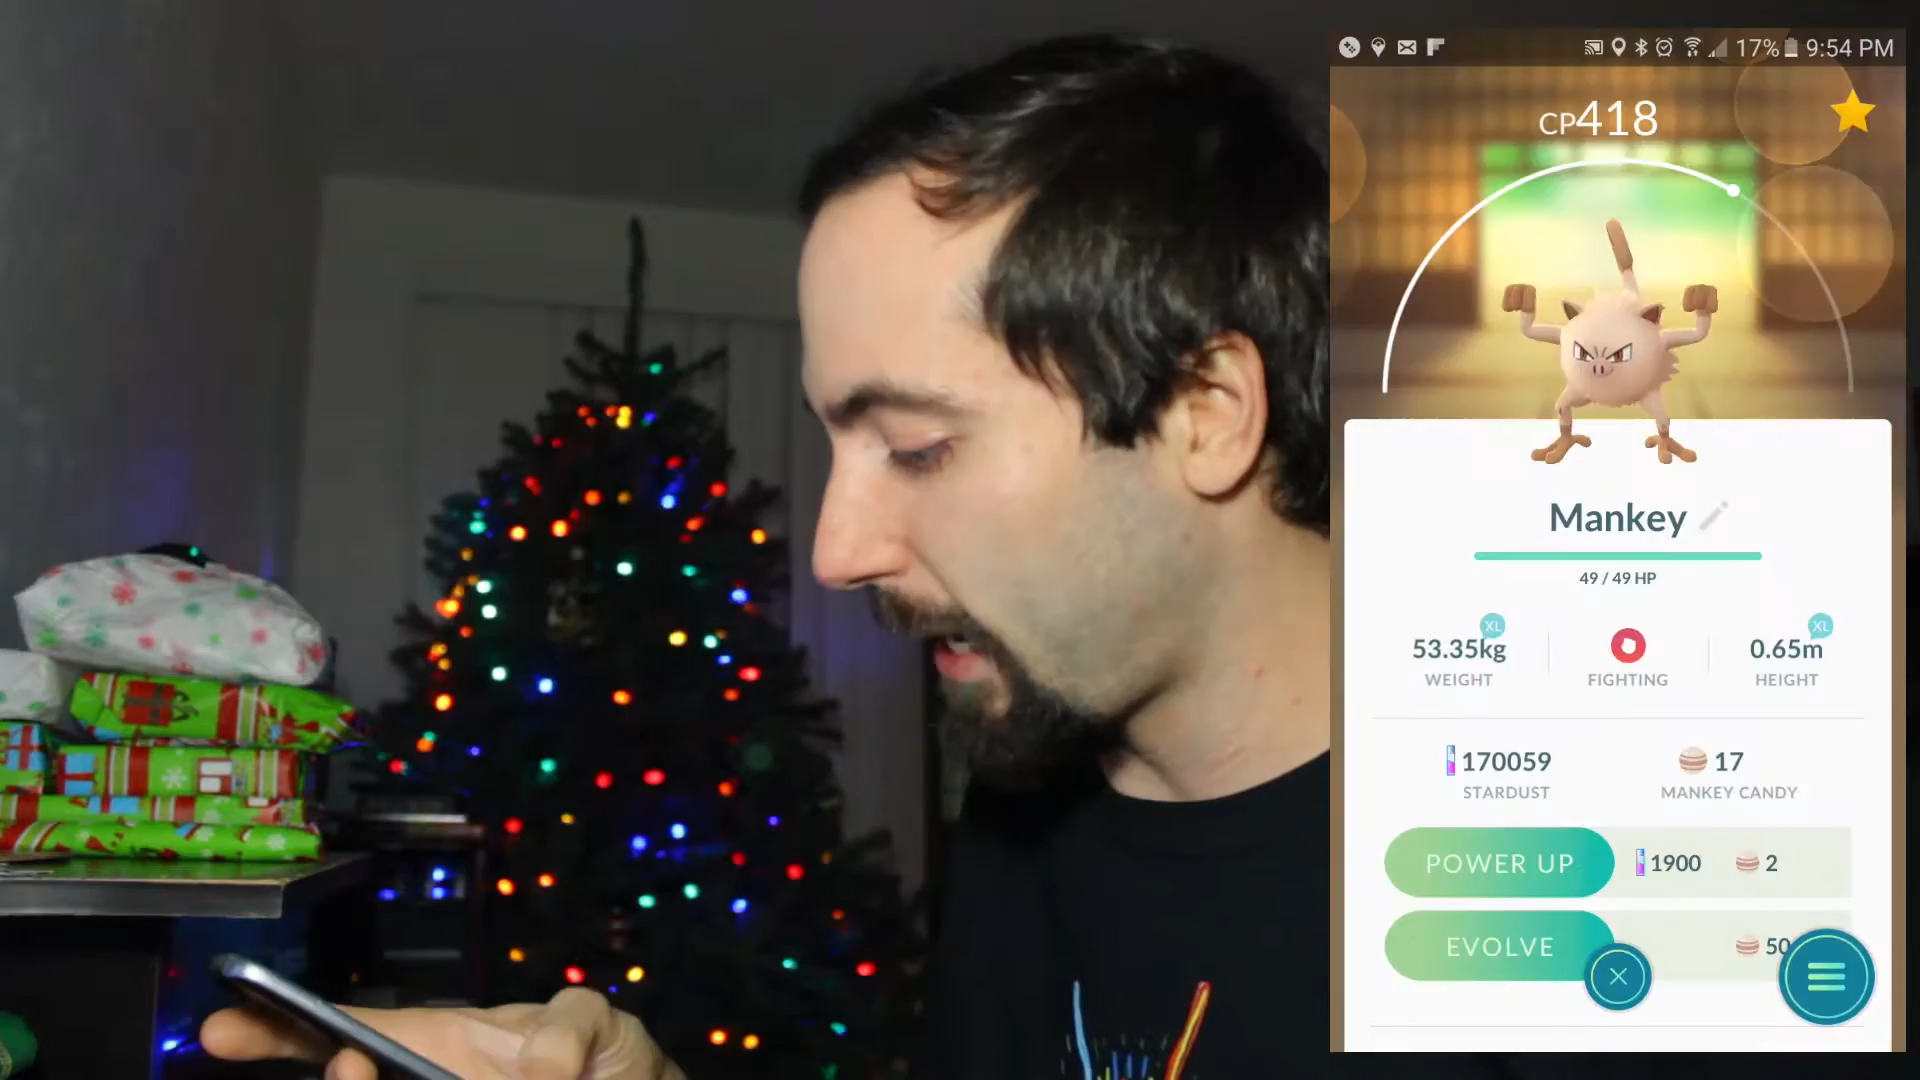 17% 9:54 PM
CP418
Mankey
49 / 49 HP
XL XL
53.35kg 0.65m
WEIGHT FIGHTING HEIGHT
170059 17
STARDUST MANKEY CANDY
POWER UP 1900 2
EVOLVE 50